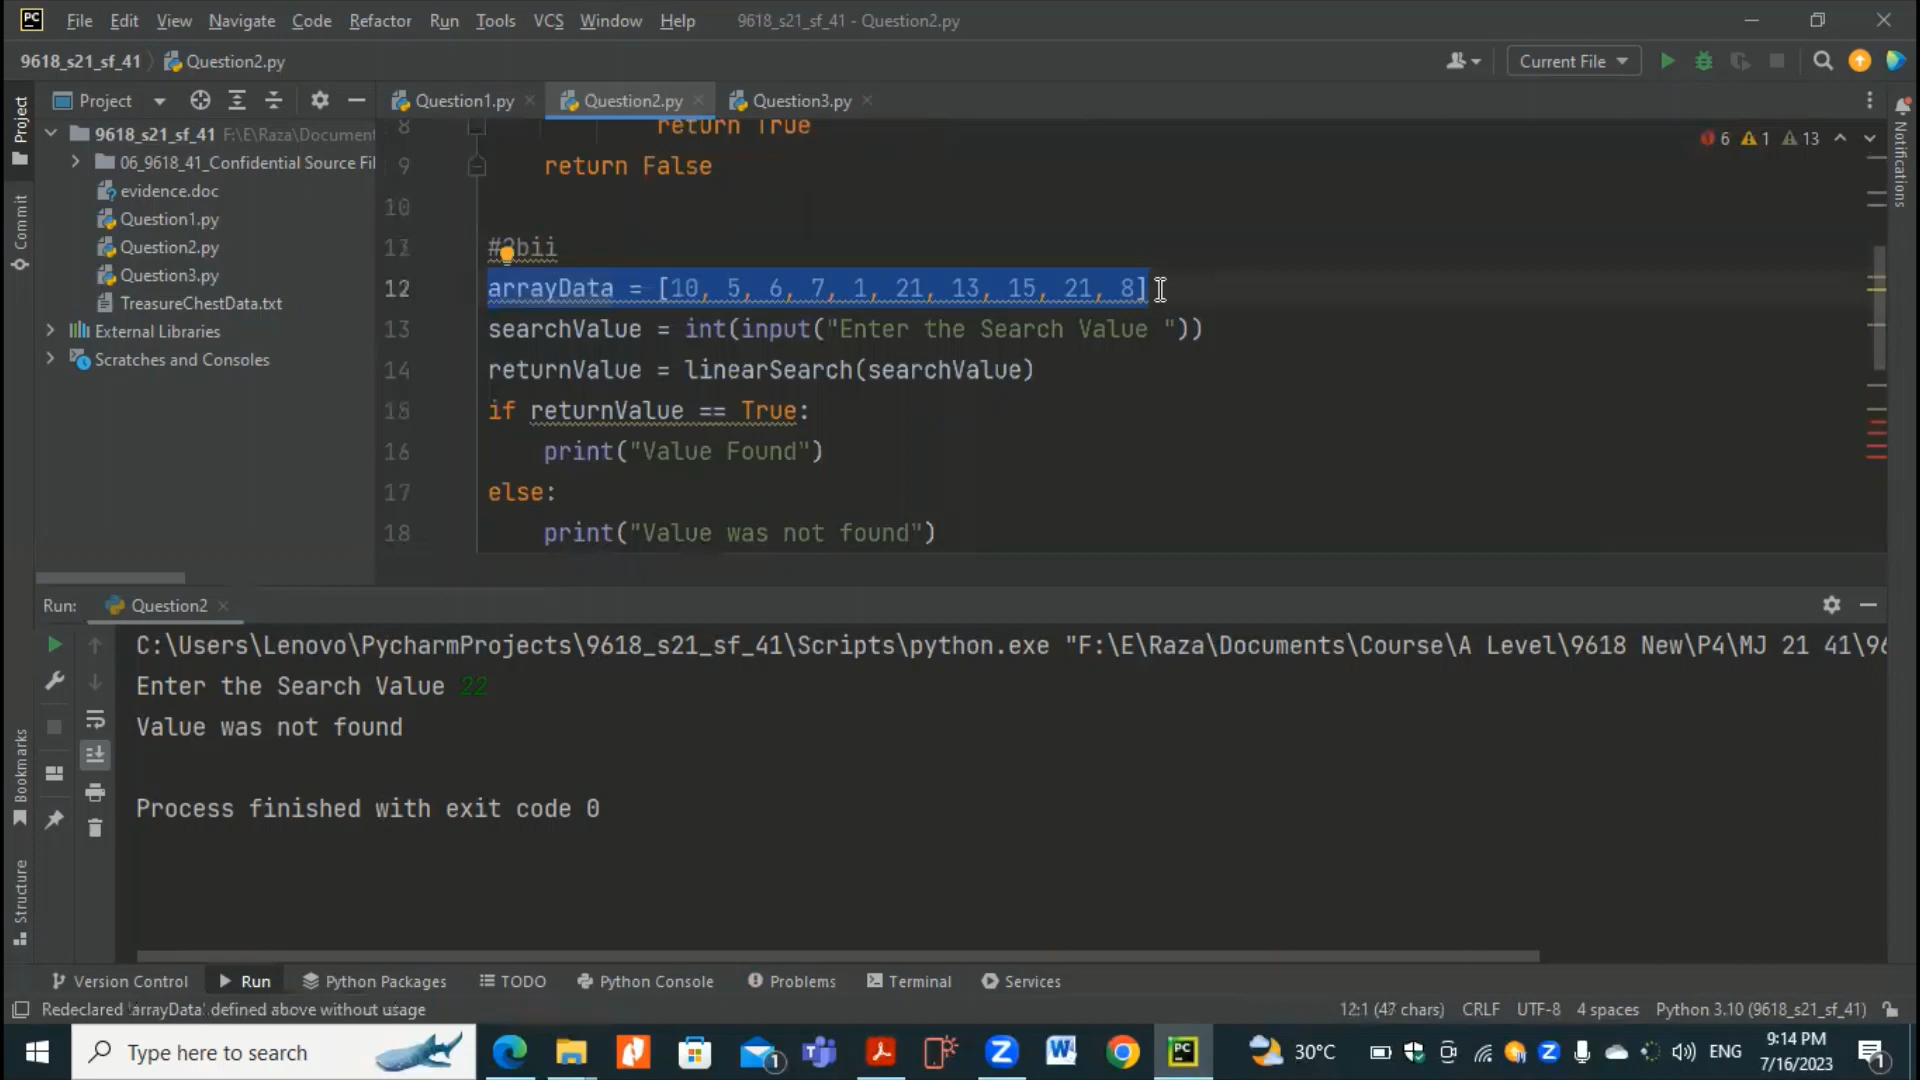 PC File Edit View Navigate Code Refactor Run Tools VCS Window Help 9618_s21_sf_41 - Question2.py
9618_s21_sf_41 Question2.py Current File
Project Question1.py Question2.py Question3.py
Project
Commit
Bookmarks
Structure
Notifications
9618_s21_sf_41 F:\E\Raza\Document
06_9618_41_Confidential Source Fil
evidence.doc
Question1.py
Question2.py
Question3.py
TreasureChestData.txt
External Libraries
Scratches and Consoles
6 1 13
8 return True
9 return False
10
11 #2bii
12 arrayData = [10, 5, 6, 7, 1, 21, 13, 15, 21, 8]
13 searchValue = int(input("Enter the Search Value "))
14 returnValue = linearSearch(searchValue)
15 if returnValue == True:
16 print("Value Found")
17 else:
18 print("Value was not found")
Run: Question2
C:\Users\Lenovo\PycharmProjects\9618_s21_sf_41\Scripts\python.exe "F:\E\Raza\Documents\Course\A Level\9618 New\P4\MJ 21 41\96
Enter the Search Value 22
Value was not found
Process finished with exit code 0
Version Control Run Python Packages TODO Python Console Problems Terminal Services
Redeclared 'arrayData' defined above without usage 12:1 (47 chars) CRLF UTF-8 4 spaces Python 3.10 (9618_s21_sf_41)
Type here to search 1 PC 30°C ENG 9:14 PM
7/16/2023 1